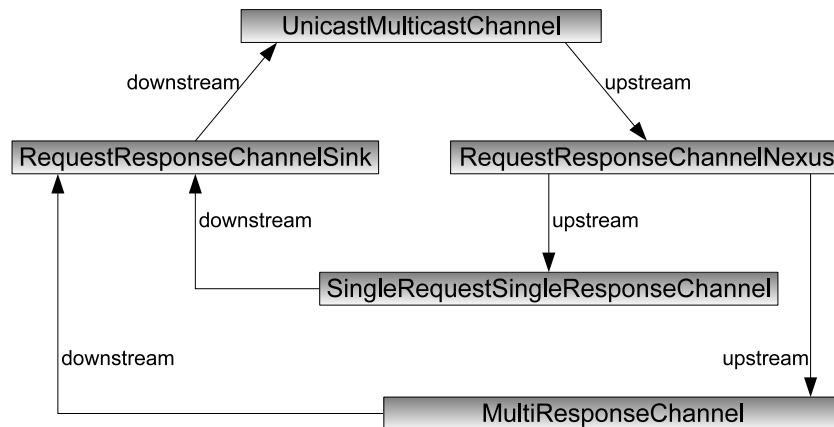 UnicastMulticastChannel
downstream
upstream
RequestResponseChannelSink
RequestResponseChannelNexus
downstream
upstream
SingleRequestSingleResponseChannel
downstream
upstream
MultiResponseChannel